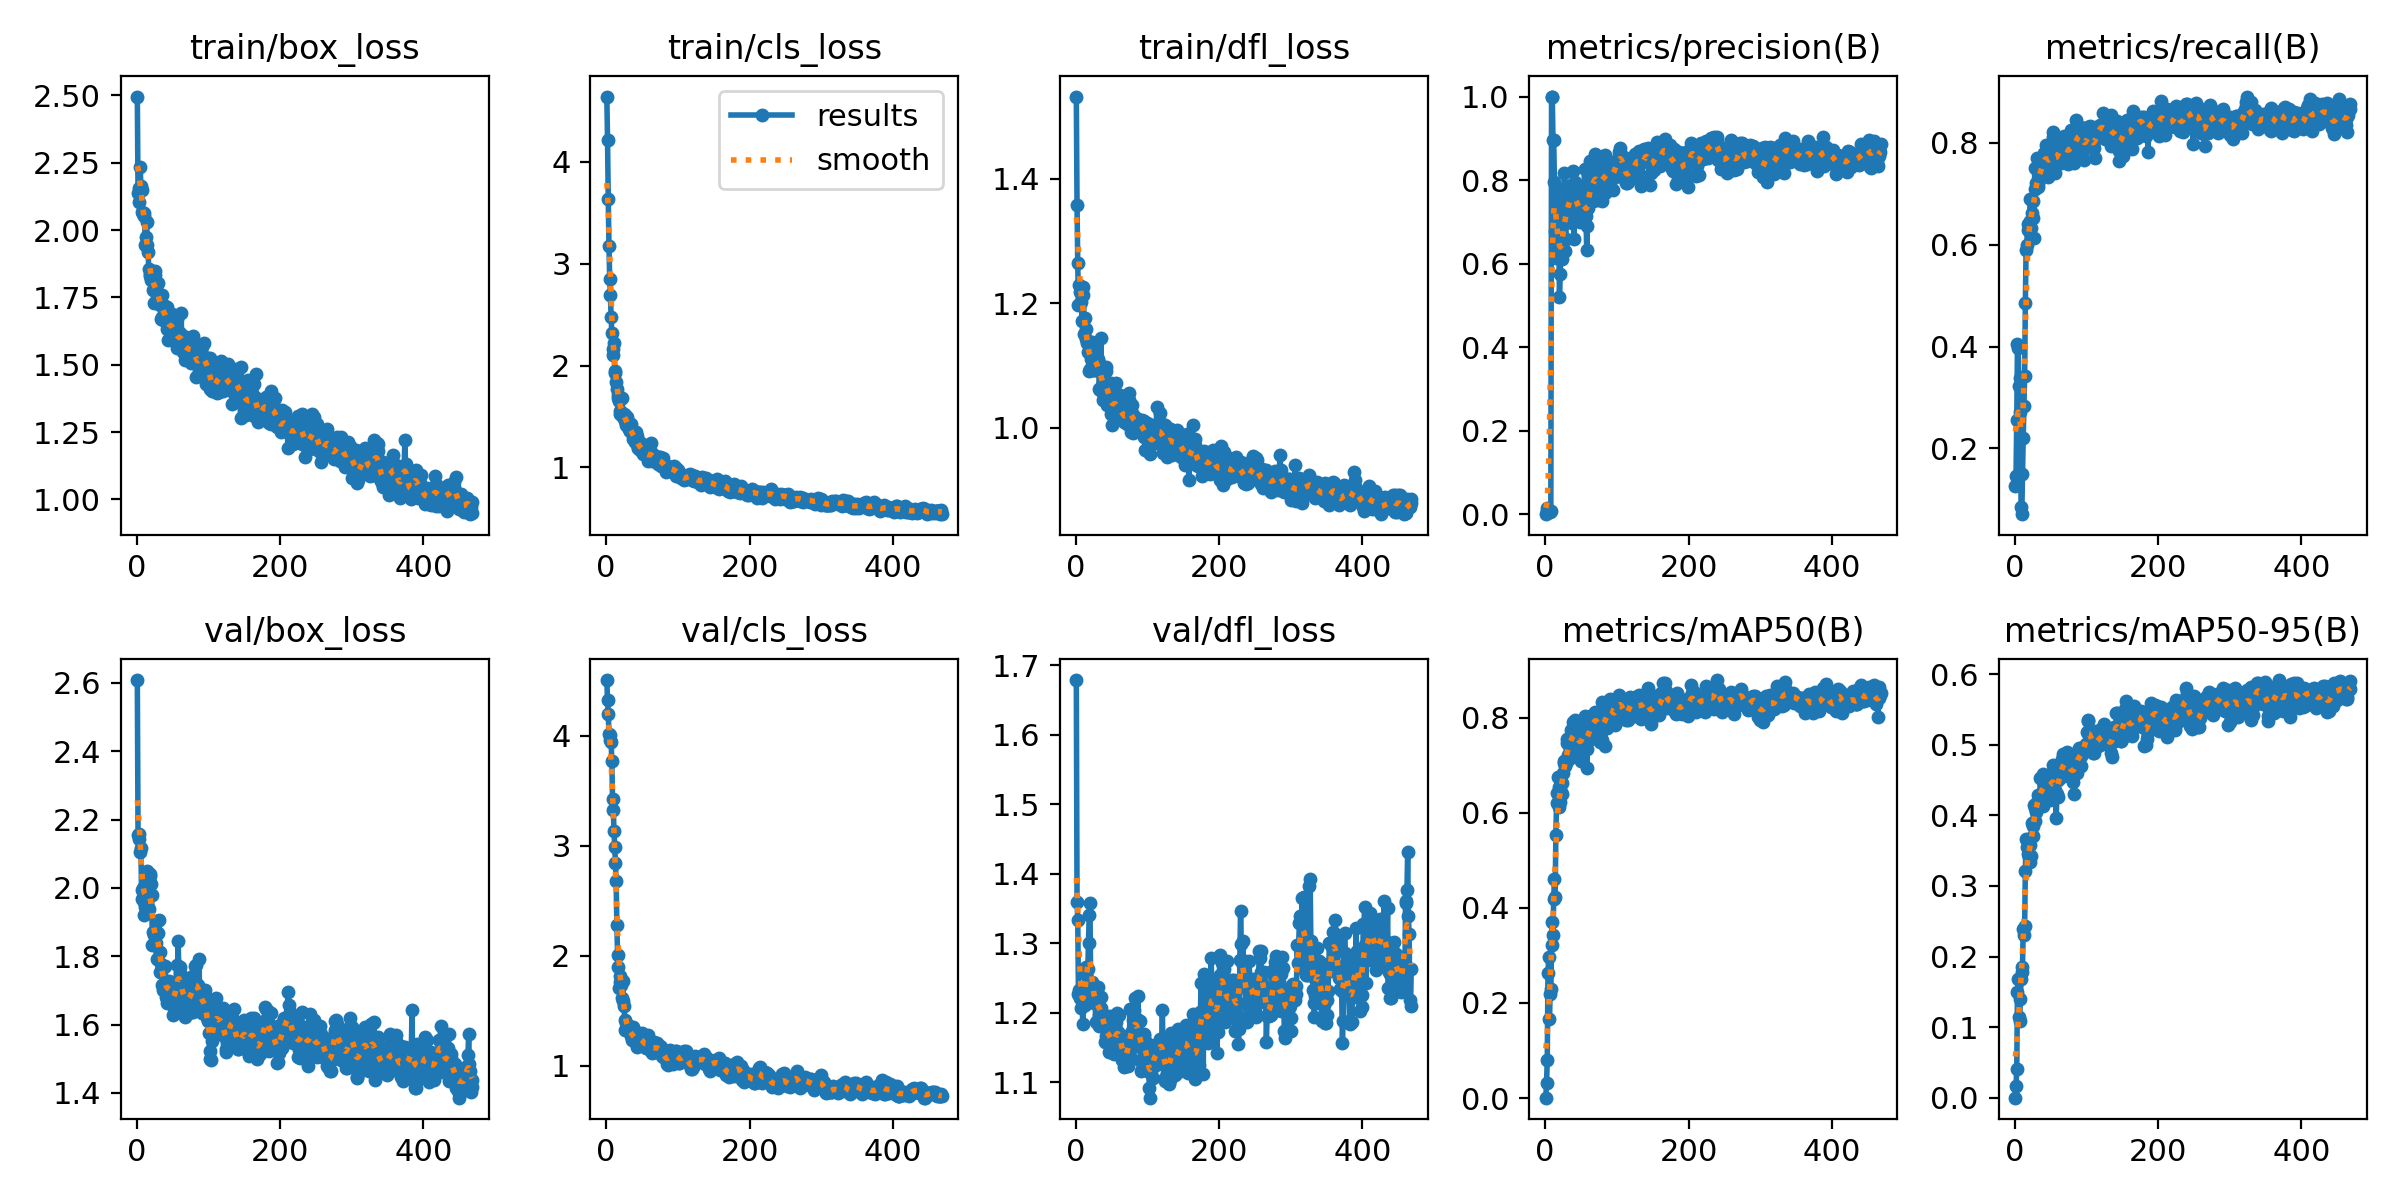 train/box_loss
2.50
2.25
2.00
1.75
1.50
1.25
1.00
0 200 400
train/cls_loss
results
smooth
4
3
2
1
0 200 400
train/dfl_loss
1.4
1.2
1.0
0 200 400
metrics/precision(B)
1.0
0.8
0.6
0.4
0.2
0.0
0 200 400
metrics/recall(B)
0.8
0.6
0.4
0.2
0 200 400
val/box_loss
2.6
2.4
2.2
2.0
1.8
1.6
1.4
0 200 400
val/cls_loss
4
3
2
1
0 200 400
val/dfl_loss
1.7
1.6
1.5
1.4
1.3
1.2
1.1
0 200 400
metrics/mAP50(B)
0.8
0.6
0.4
0.2
0.0
0 200 400
metrics/mAP50-95(B)
0.6
0.5
0.4
0.3
0.2
0.1
0.0
0 200 400